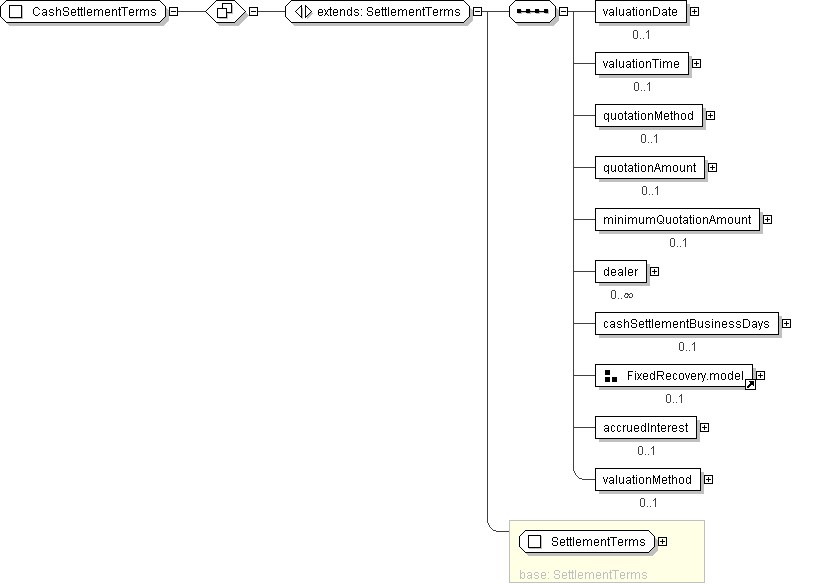 CashSettlementTerms
extends: SettlementTerms
valuationDate
0..1
valuationTime
0..1
quotationMethod
0..1
quotationAmount
0..1
minimumQuotationAmount
0..1
dealer
0..∞
cashSettlementBusinessDays
0..1
FixedRecovery.model
0..1
accruedInterest
0..1
valuationMethod
0..1
SettlementTerms
base: SettlementTerms